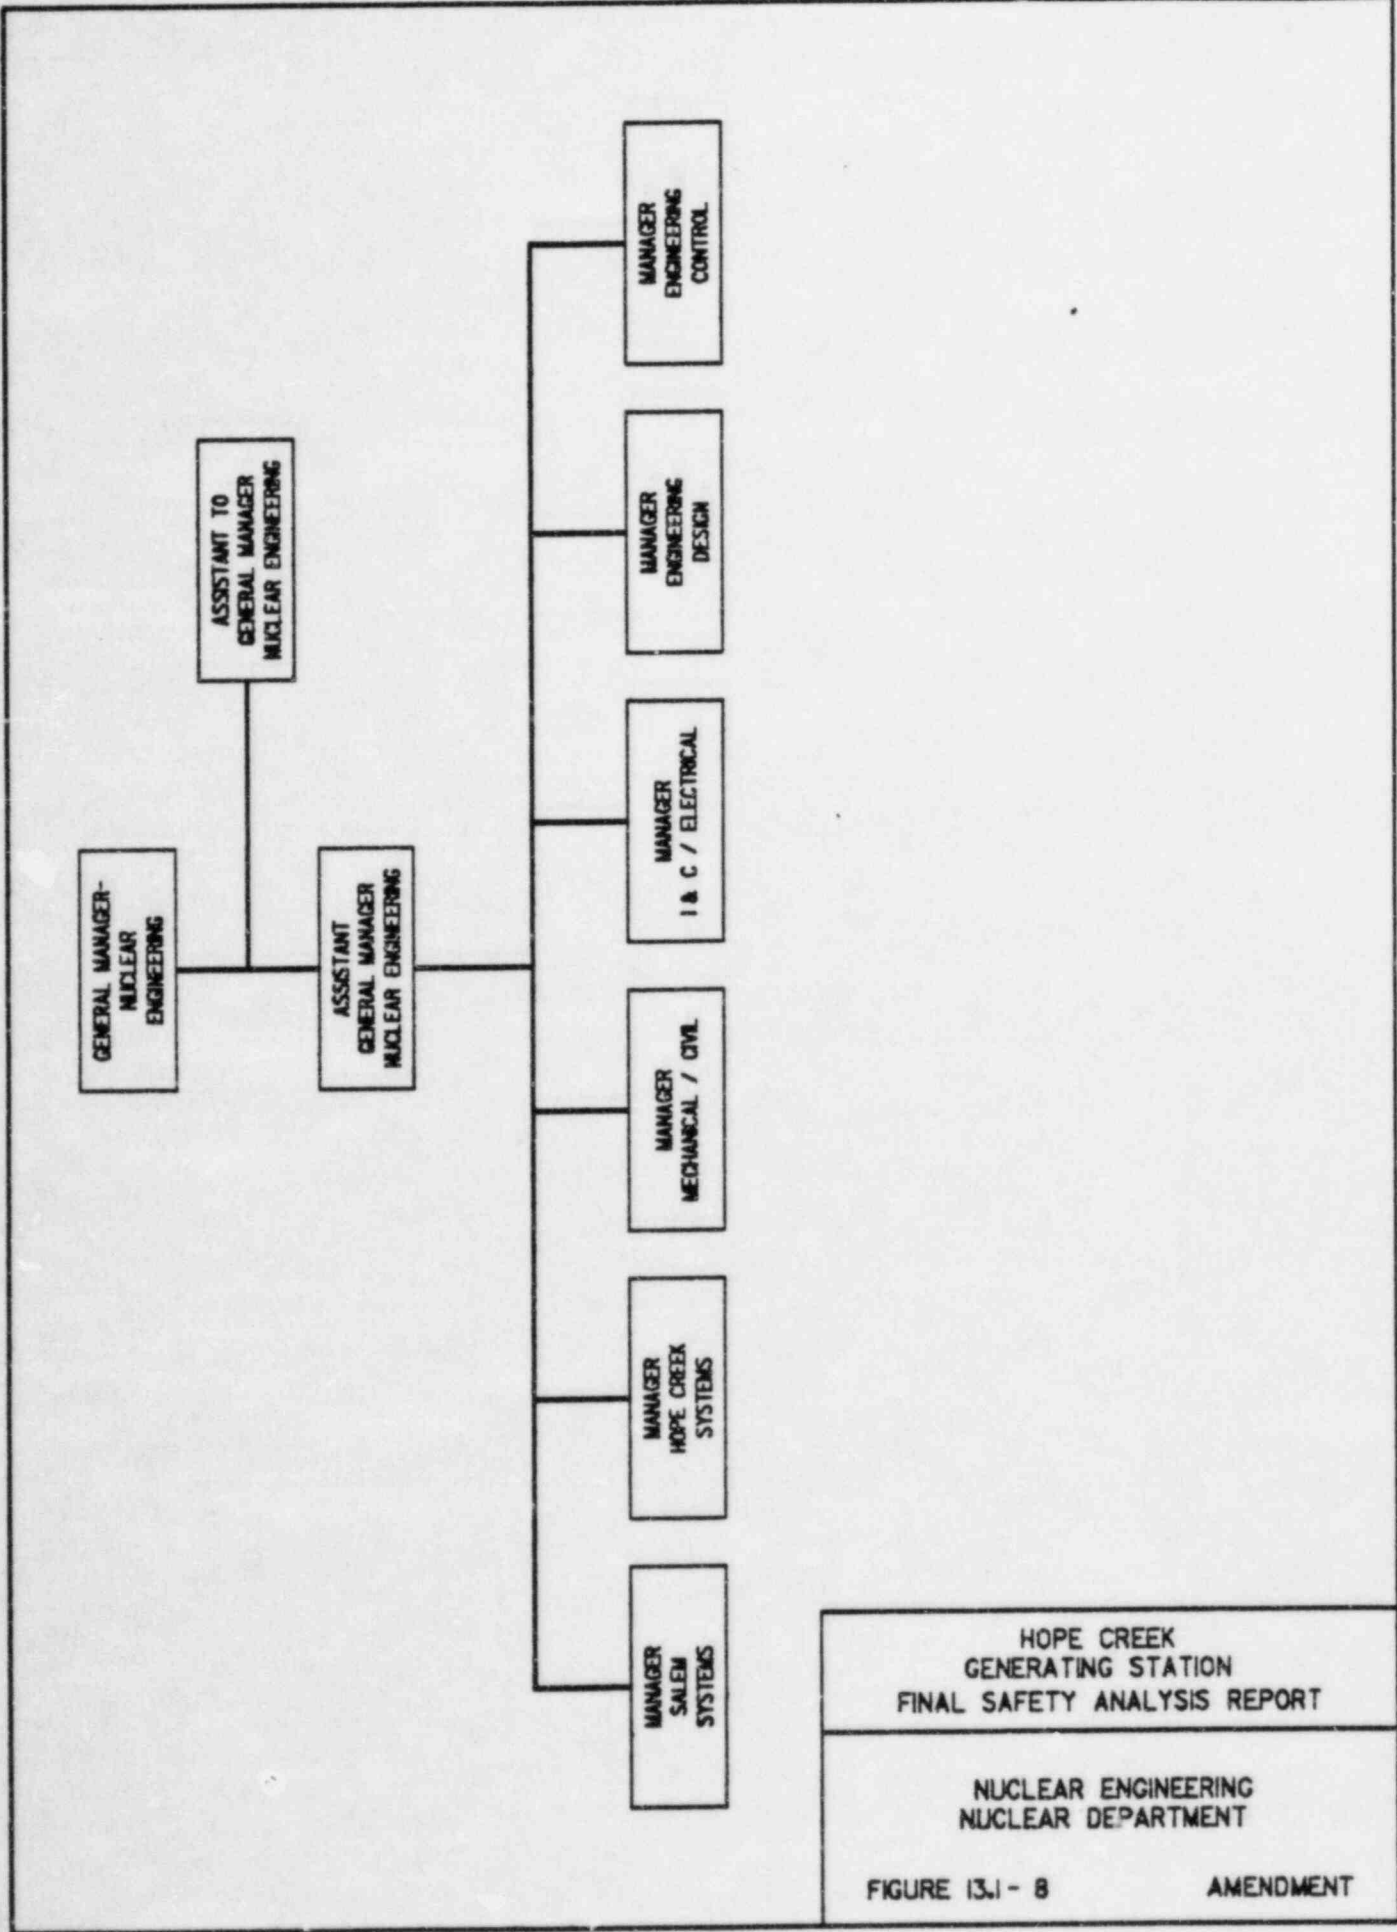 GENERAL MANAGER-
NUCLEAR
ENGINEERING
ASSISTANT TO
GENERAL MANAGER
NUCLEAR ENGINEERING
ASSISTANT
GENERAL MANAGER
NUCLEAR ENGINEERING
MANAGER
SALEM
SYSTEMS
MANAGER
HOPE CREEK
SYSTEMS
MANAGER
MECHANICAL / CIVIL
MANAGER
I & C / ELECTRICAL
MANAGER
ENGINEERING
DESIGN
MANAGER
ENGINEERING
CONTROL
HOPE CREEK
GENERATING STATION
FINAL SAFETY ANALYSIS REPORT
NUCLEAR ENGINEERING
NUCLEAR DEPARTMENT
FIGURE 13.1 - 8 AMENDMENT